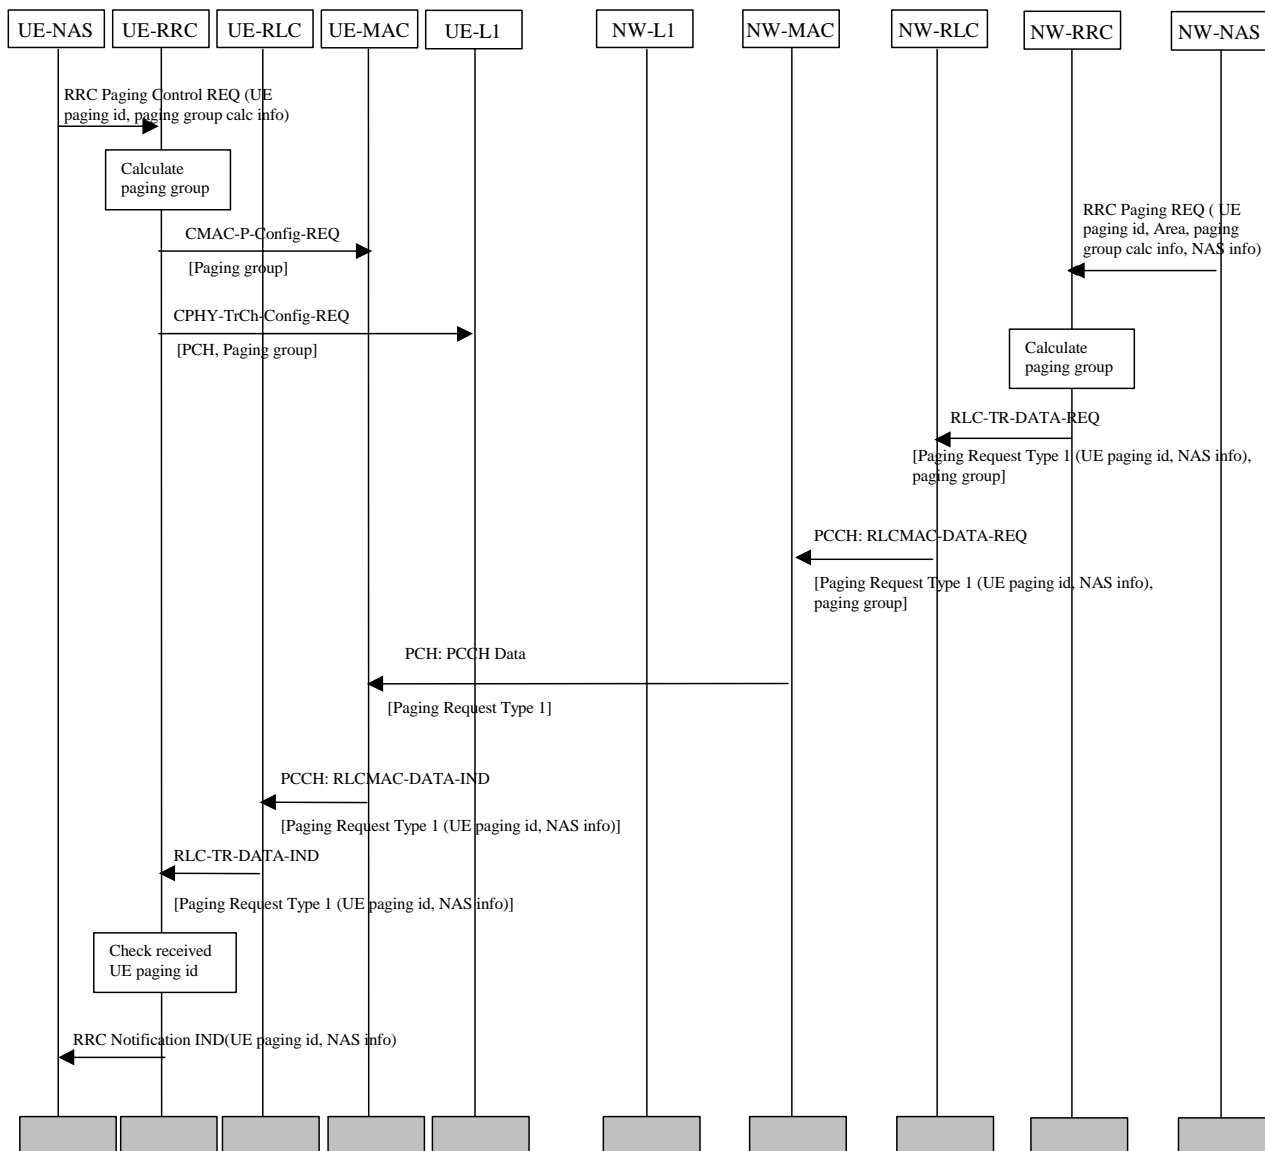 UE-NAS
UE-RRC
UE-RLC
UE-MAC
UE-L1
NW-L1
NW-MAC
NW-RLC
NW-RRC
NW-NAS
RRC Paging Control REQ (UE
paging id, paging group calc info)
Calculate
paging group
CMAC-P-Config-REQ
[Paging group]
RRC Paging REQ ( UE
paging id, Area, paging
group calc info, NAS info)
CPHY-TrCh-Config-REQ
[PCH, Paging group]
Calculate
paging group
RLC-TR-DATA-REQ
[Paging Request Type 1 (UE paging id, NAS info),
paging group]
PCCH: RLCMAC-DATA-REQ
[Paging Request Type 1 (UE paging id, NAS info),
paging group]
PCH: PCCH Data
[Paging Request Type 1]
PCCH: RLCMAC-DATA-IND
[Paging Request Type 1 (UE paging id, NAS info)]
RLC-TR-DATA-IND
[Paging Request Type 1 (UE paging id, NAS info)]
Check received
UE paging id
RRC Notification IND(UE paging id, NAS info)